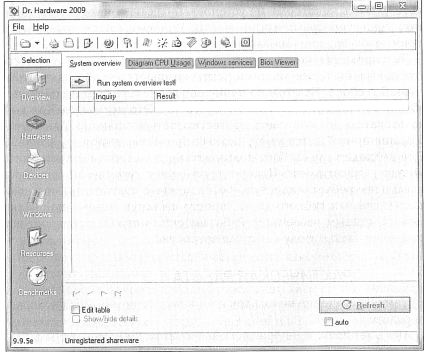 Dr. Hardware 2009
File Help
Selection
System overview Diagram CPU Usage Windows services Bios Viewer
Run system overview test!
Overview
Inquiry Result
Hardware
Devices
Windows
Resources
Benchmarks
Edit table
Show/hyde details
Refresh
auto
9.9.5e Unregistered shareware